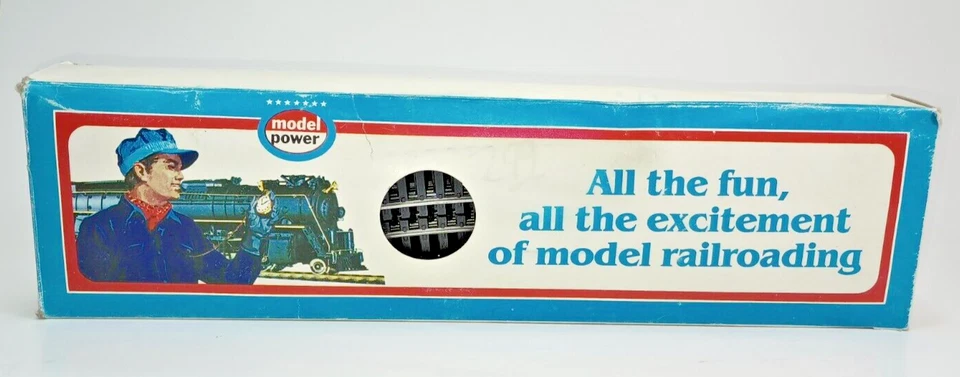 model
power
All the fun,
all the excitement
of model railroading